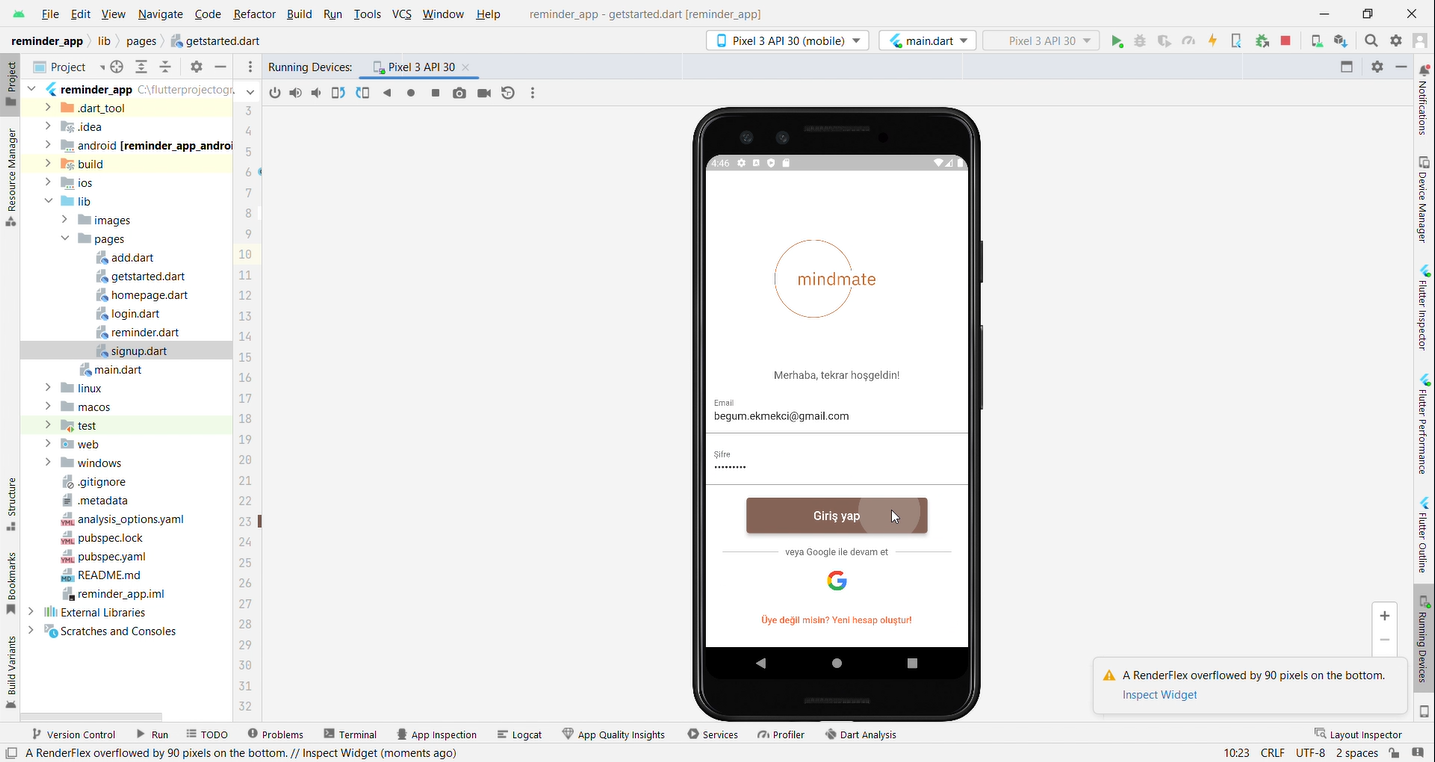 File Edit View Navigate Code Refactor Build Run Tools VCS Window Help reminder_app - getstarted.dart [reminder_app]
reminder_app lib pages getstarted.dart Pixel 3 API 30 (mobile) main.dart Pixel 3 API 30
Project Running Devices: Pixel 3 API 30
reminder_app C:\flutterprojectogr
.dart_tool
.idea
android [reminder_app_androi
build
ios
lib
images
pages
add.dart
getstarted.dart
homepage.dart
login.dart
reminder.dart
signup.dart
main.dart
linux
macos
test
web
windows
.gitignore
.metadata
analysis_options.yaml
pubspec.lock
pubspec.yaml
README.md
reminder_app.iml
External Libraries
Scratches and Consoles
Project
Resource Manager
Structure
Bookmarks
Build Variants
3
4
5
6
7
8
9
10
11
12
13
14
15
16
17
18
19
20
21
22
23
24
25
26
27
28
29
30
31
32
4:46
mindmate
Merhaba, tekrar hoşgeldin!
Email
begum.ekmekci@gmail.com
Şifre
•••••••••
Giriş yap
veya Google ile devam et
Üye değil misin? Yeni hesap oluştur!
Notifications
Device Manager
Flutter Inspector
Flutter Performance
Flutter Outline
Running Devices
A RenderFlex overflowed by 90 pixels on the bottom.
Inspect Widget
Version Control Run TODO Problems Terminal App Inspection Logcat App Quality Insights Services Profiler Dart Analysis Layout Inspector
A RenderFlex overflowed by 90 pixels on the bottom. // Inspect Widget (moments ago) 10:23 CRLF UTF-8 2 spaces